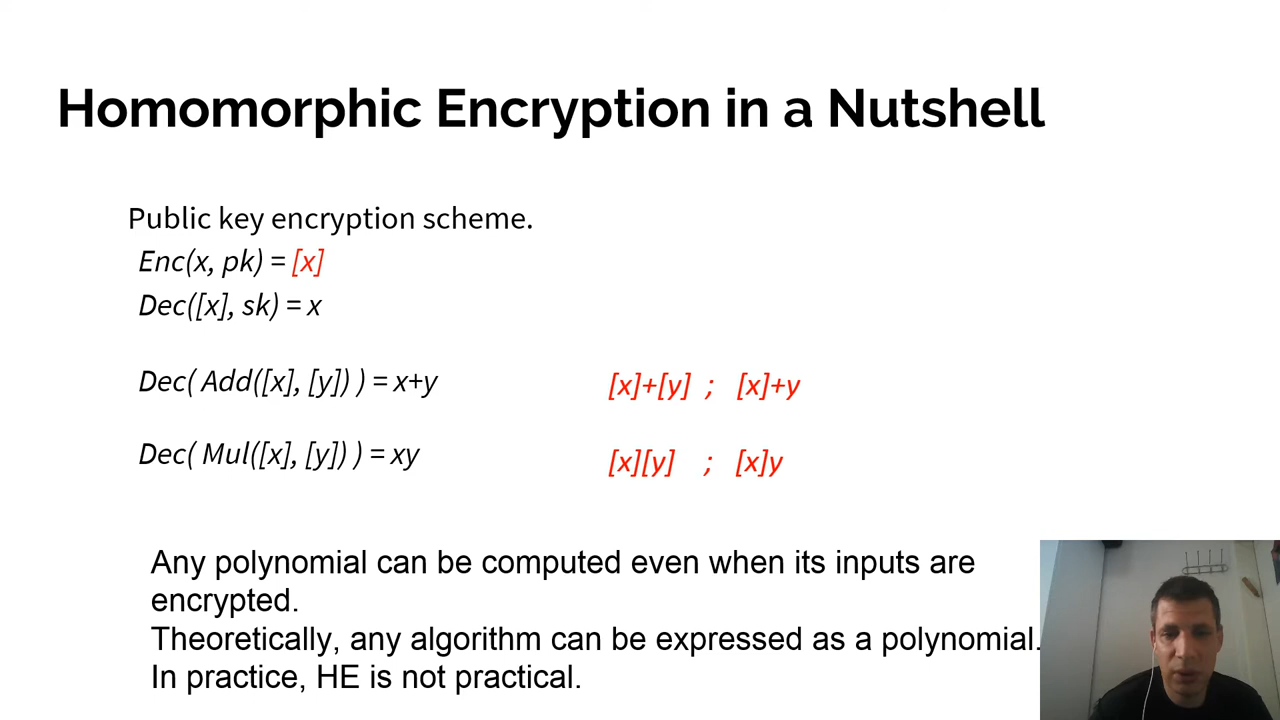 Homomorphic Encryption in a Nutshell
Public key encryption scheme.
Enc(x, pk) = [x]
Dec([x], sk) = x
Dec( Add([x], [y]) ) = x+y [x]+[y] ; [x]+y
Dec( Mul([x], [y]) ) = xy [x][y] ; [x]y
Any polynomial can be computed even when its inputs are
encrypted.
Theoretically, any algorithm can be expressed as a polynomial.
In practice, HE is not practical.